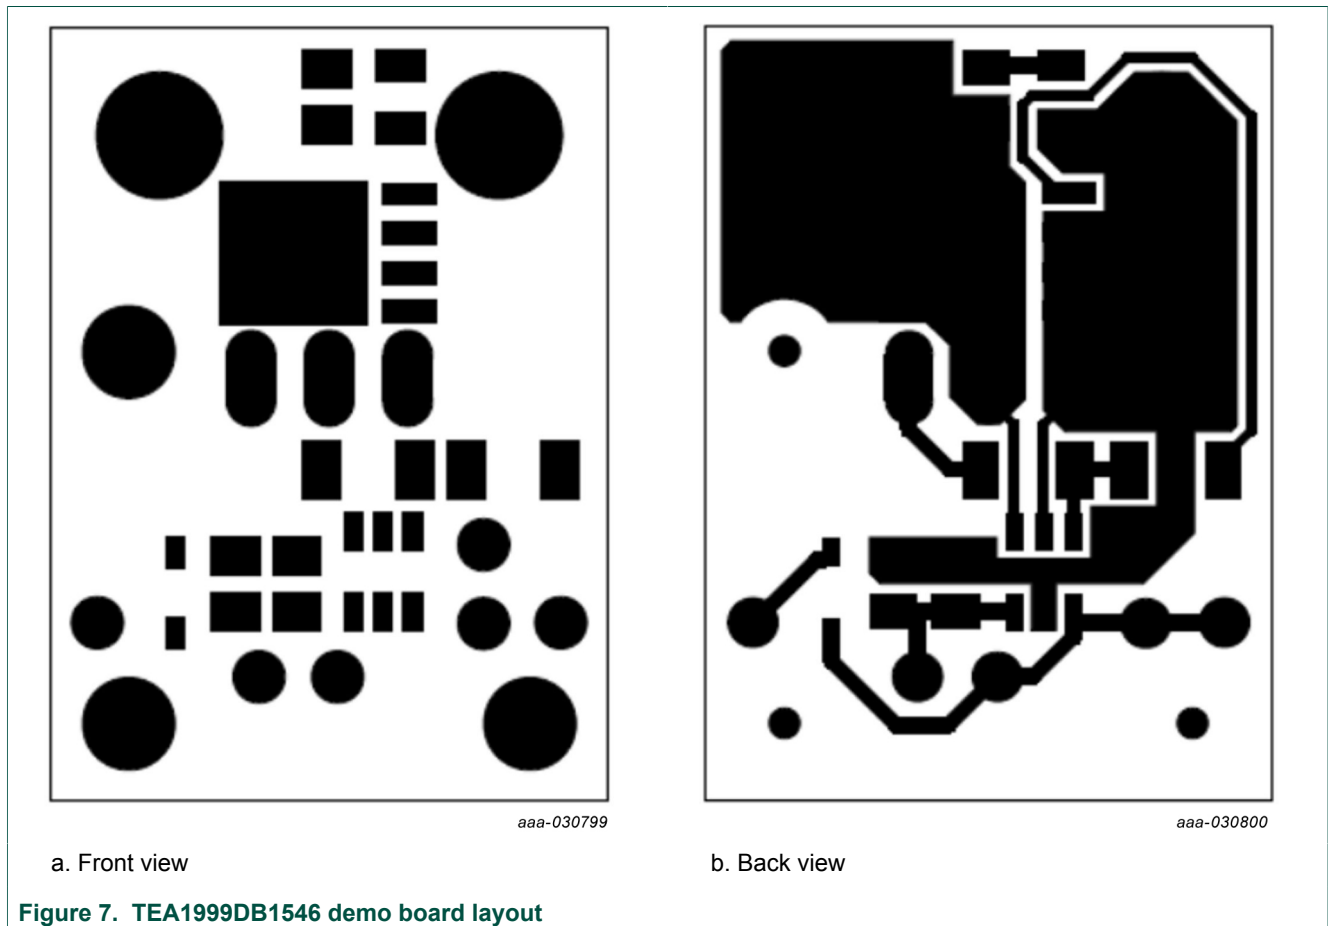 aaa-030799
aaa-030800
a. Front view
b. Back view
Figure 7. TEA1999DB1546 demo board layout